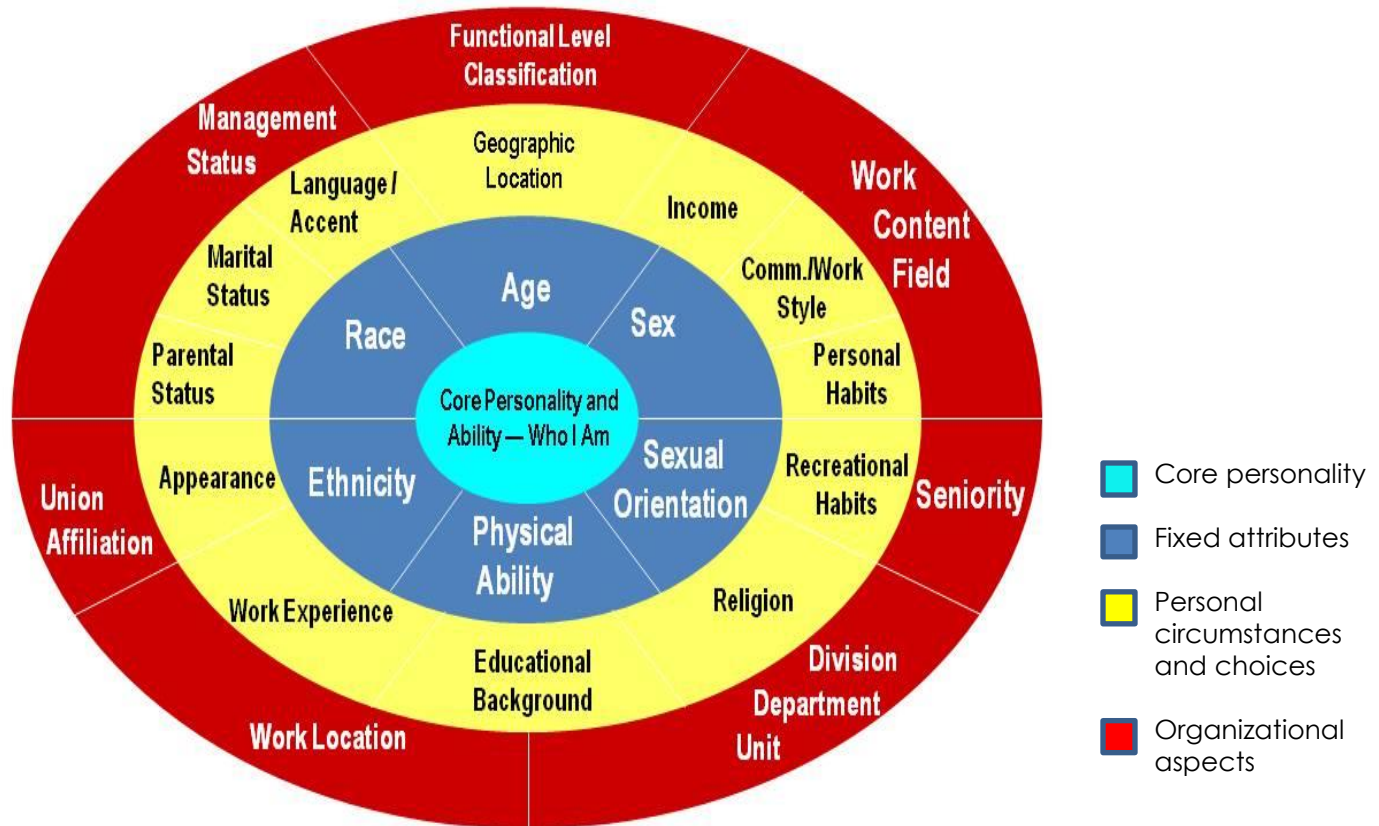 Functional Level
Classification
Management
Status
Work
Content
Field
Seniority
Division
Department
Unit
Work Location
Union
Affiliation
Geographic
Location
Income
Comm./Work
Style
Personal
Habits
Recreational
Habits
Religion
Educational
Background
Work Experience
Appearance
Parental
Status
Marital
Status
Language /
Accent
Age
Sex
Sexual
Orientation
Physical
Ability
Ethnicity
Race
Core Personality and
Ability — Who I Am
Core personality
Fixed attributes
Personal
circumstances
and choices
Organizational
aspects